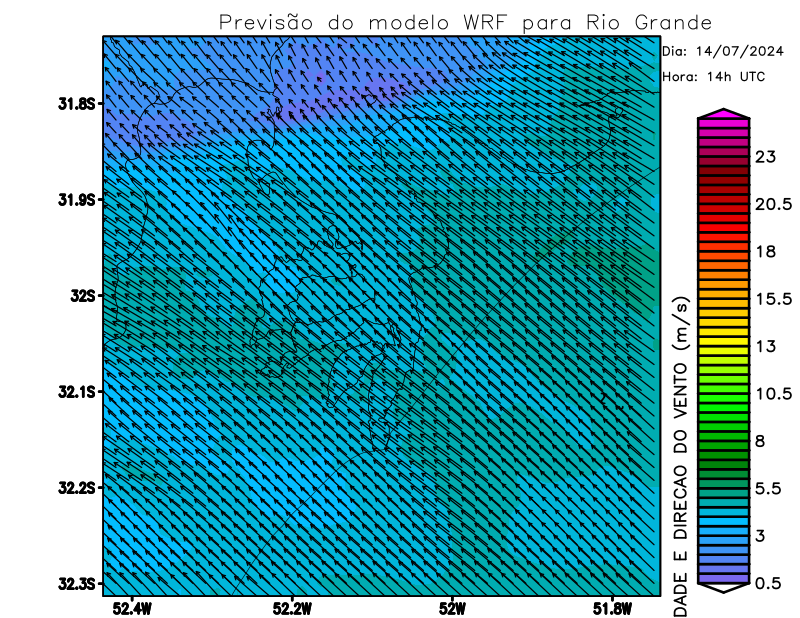 Previsão do modelo WRF para Rio Grande
Dia: 14/07/2024
Hora: 14h UTC
31.8S
31.9S
32S
32.1S
32.2S
32.3S
52.4W
52.2W
52W
51.8W
23
20.5
18
15.5
13
10.5
8
5.5
3
0.5
DADE E DIRECAO DO VENTO (m/s)